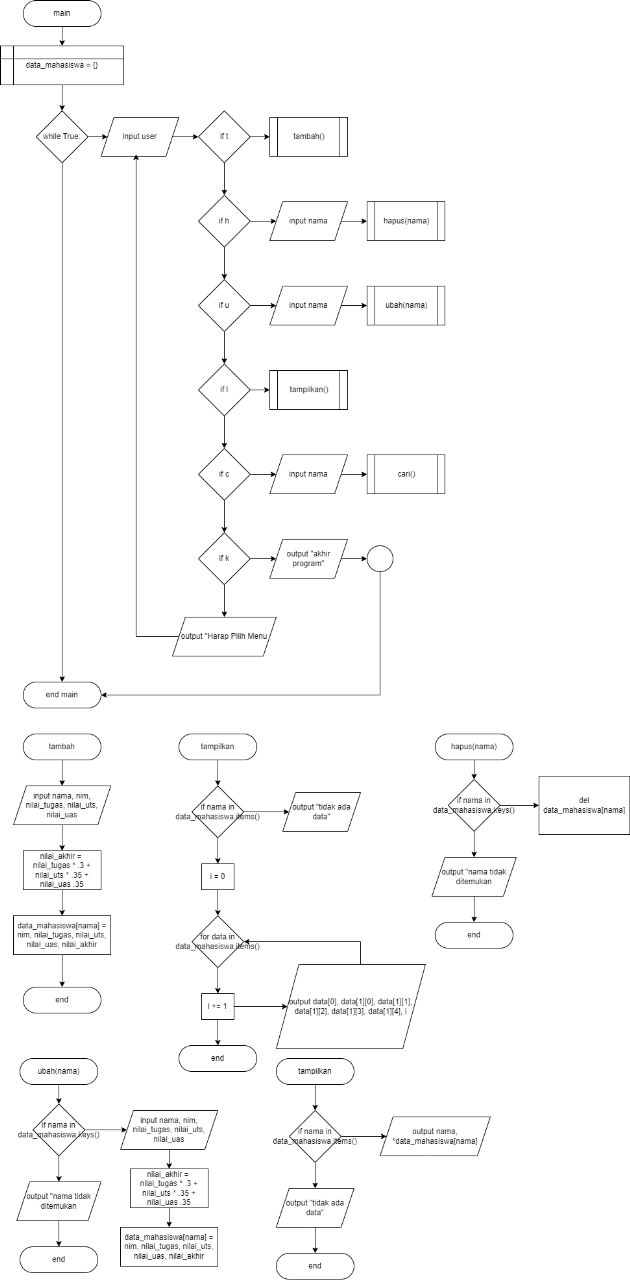 main
data_mahasiswa = {}
while True:
input user
if t
tambah()
if h
input nama
hapus(nama)
if u
input nama
ubah(nama)
if l
tampilkan()
if c
input nama
cari()
if k
output "akhir
program"
output "Harap Pilih Menu
end main
tambah
input nama, nim,
nilai_tugas, nilai_uts,
nilai_uas
nilai_akhir =
nilai_tugas * .3 +
nilai_uts * .35 +
nilai_uas .35
data_mahasiswa[nama] =
nim, nilai_tugas, nilai_uts,
nilai_uas, nilai_akhir
end
tampilkan
if nama in
data_mahasiswa.items()
output "tidak ada
data"
i = 0
for data in
data_mahasiswa.items()
i += 1
output data[0], data[1][0], data[1][1],
data[1][2], data[1][3], data[1][4], i
end
hapus(nama)
if nama in
data_mahasiswa.keys()
del
data_mahasiswa[nama]
output "nama tidak
ditemukan
end
ubah(nama)
if nama in
data_mahasiswa.keys()
input nama, nim,
nilai_tugas, nilai_uts,
nilai_uas
nilai_akhir =
nilai_tugas * .3 +
nilai_uts * .35 +
nilai_uas .35
data_mahasiswa[nama] =
nim, nilai_tugas, nilai_uts,
nilai_uas, nilai_akhir
output "nama tidak
ditemukan
end
tampilkan
if nama in
data_mahasiswa.items()
output nama,
*data_mahasiswa[nama]
output "tidak ada
data"
end